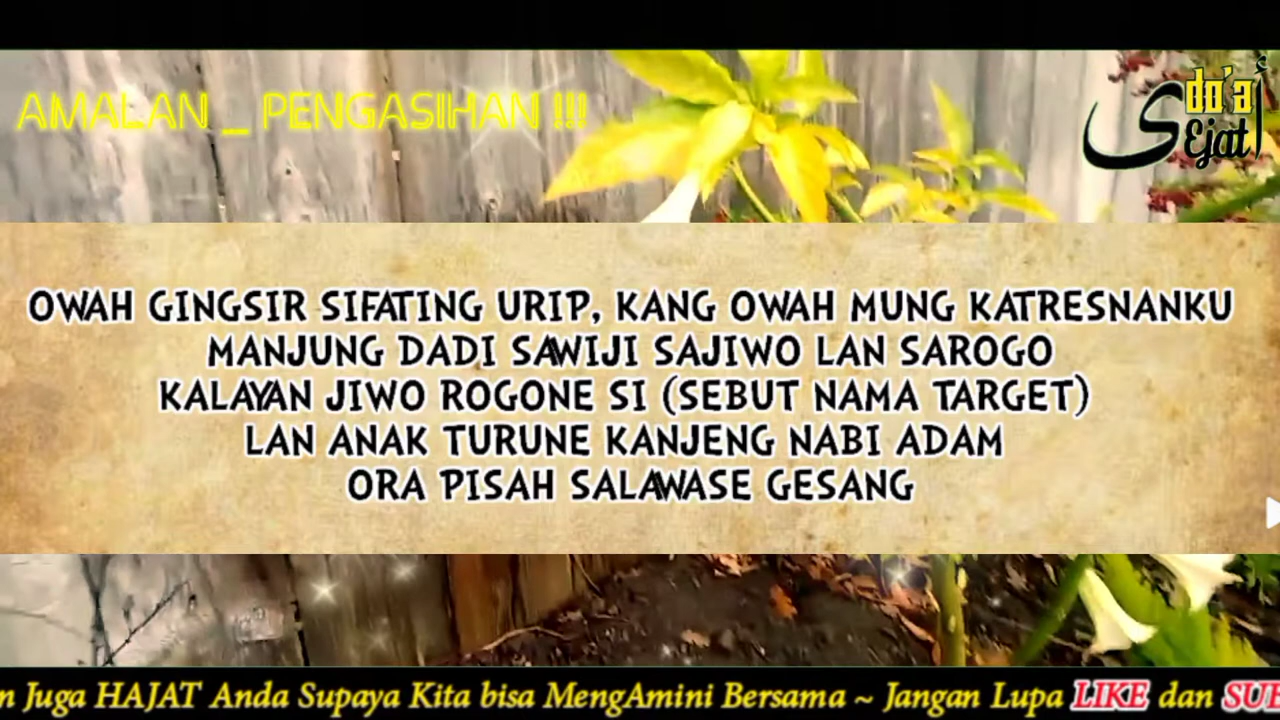 AMALAN _ PENGASIHAN !!!
do'a
Ejati
OWAH GINGSIR SIFATING URIP, KANG OWAH MUNG KATRESNANKU
MANJUNG DADI SAWIJI SAJIWO LAN SAROGO
KALAYAN JIWO ROGONE SI (SEBUT NAMA TARGET)
LAN ANAK TURUNE KANJENG NABI ADAM
ORA PISAH SALAWASE GESANG
Juga HAJAT Anda Supaya Kita bisa MengAmini Bersama ~ Jangan Lupa LIKE dan